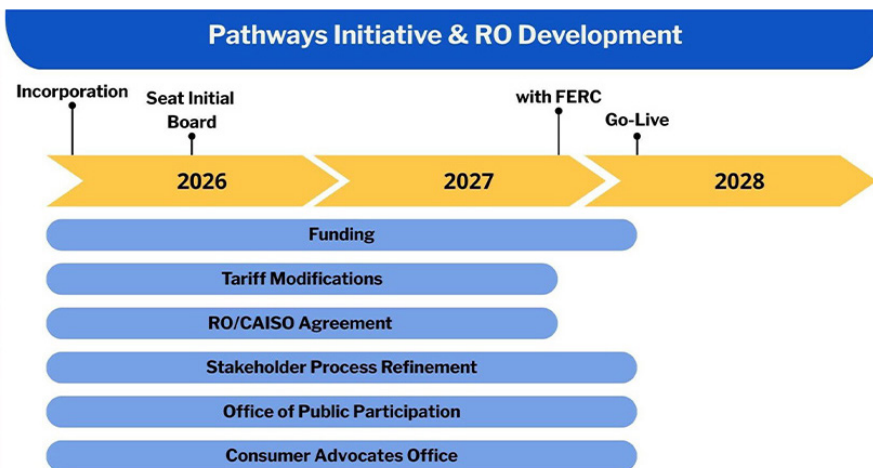 Pathways Initiative & RO Development
Incorporation
Seat Initial
Board
with FERC
Go-Live
2026
2027
2028
Funding
Tariff Modifications
RO/CAISO Agreement
Stakeholder Process Refinement
Office of Public Participation
Consumer Advocates Office